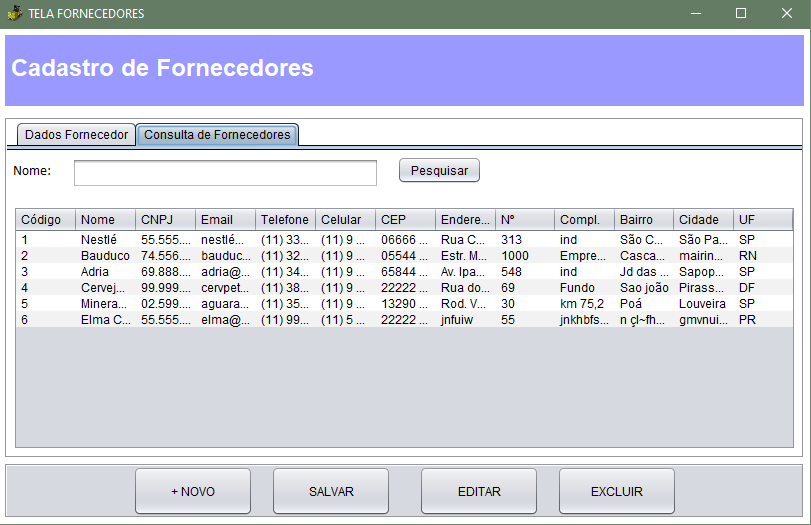 TELA FORNECEDORES
Cadastro de Fornecedores
Dados Fornecedor Consulta de Fornecedores
Nome: Pesquisar
Código Nome CNPJ Email Telefone Celular CEP Endere... Nº Compl. Bairro Cidade UF
1 Nestlé 55.555.... nestlé... (11) 33... (11) 9 ... 06666 ... Rua C... 313 ind São C... São Pa... SP
2 Bauduco 74.556... bauduc... (11) 32... (11) 9 ... 05544 ... Estr. M... 1000 Empre... Casca... mairin... RN
3 Adria 69.888.... adria@... (11) 34... (11) 9 ... 65844 ... Av. Ipa... 548 ind Jd das ... Sapop... SP
4 Cervej... 99.999.... cervpet... (11) 38... (11) 9 ... 22222 ... Rua do... 69 Fundo Sao joão Pirass... DF
5 Minera... 02.599.... aguara... (11) 35... (11) 9 ... 13290 ... Rod. V... 30 km 75,2 Poá Louveira SP
6 Elma C... 55.555.... elma@... (11) 99... (11) 5 ... 22222 ... jnfuiw 55 jnkhbfs... n çl~fh... gmvnui... PR
+ NOVO SALVAR EDITAR EXCLUIR